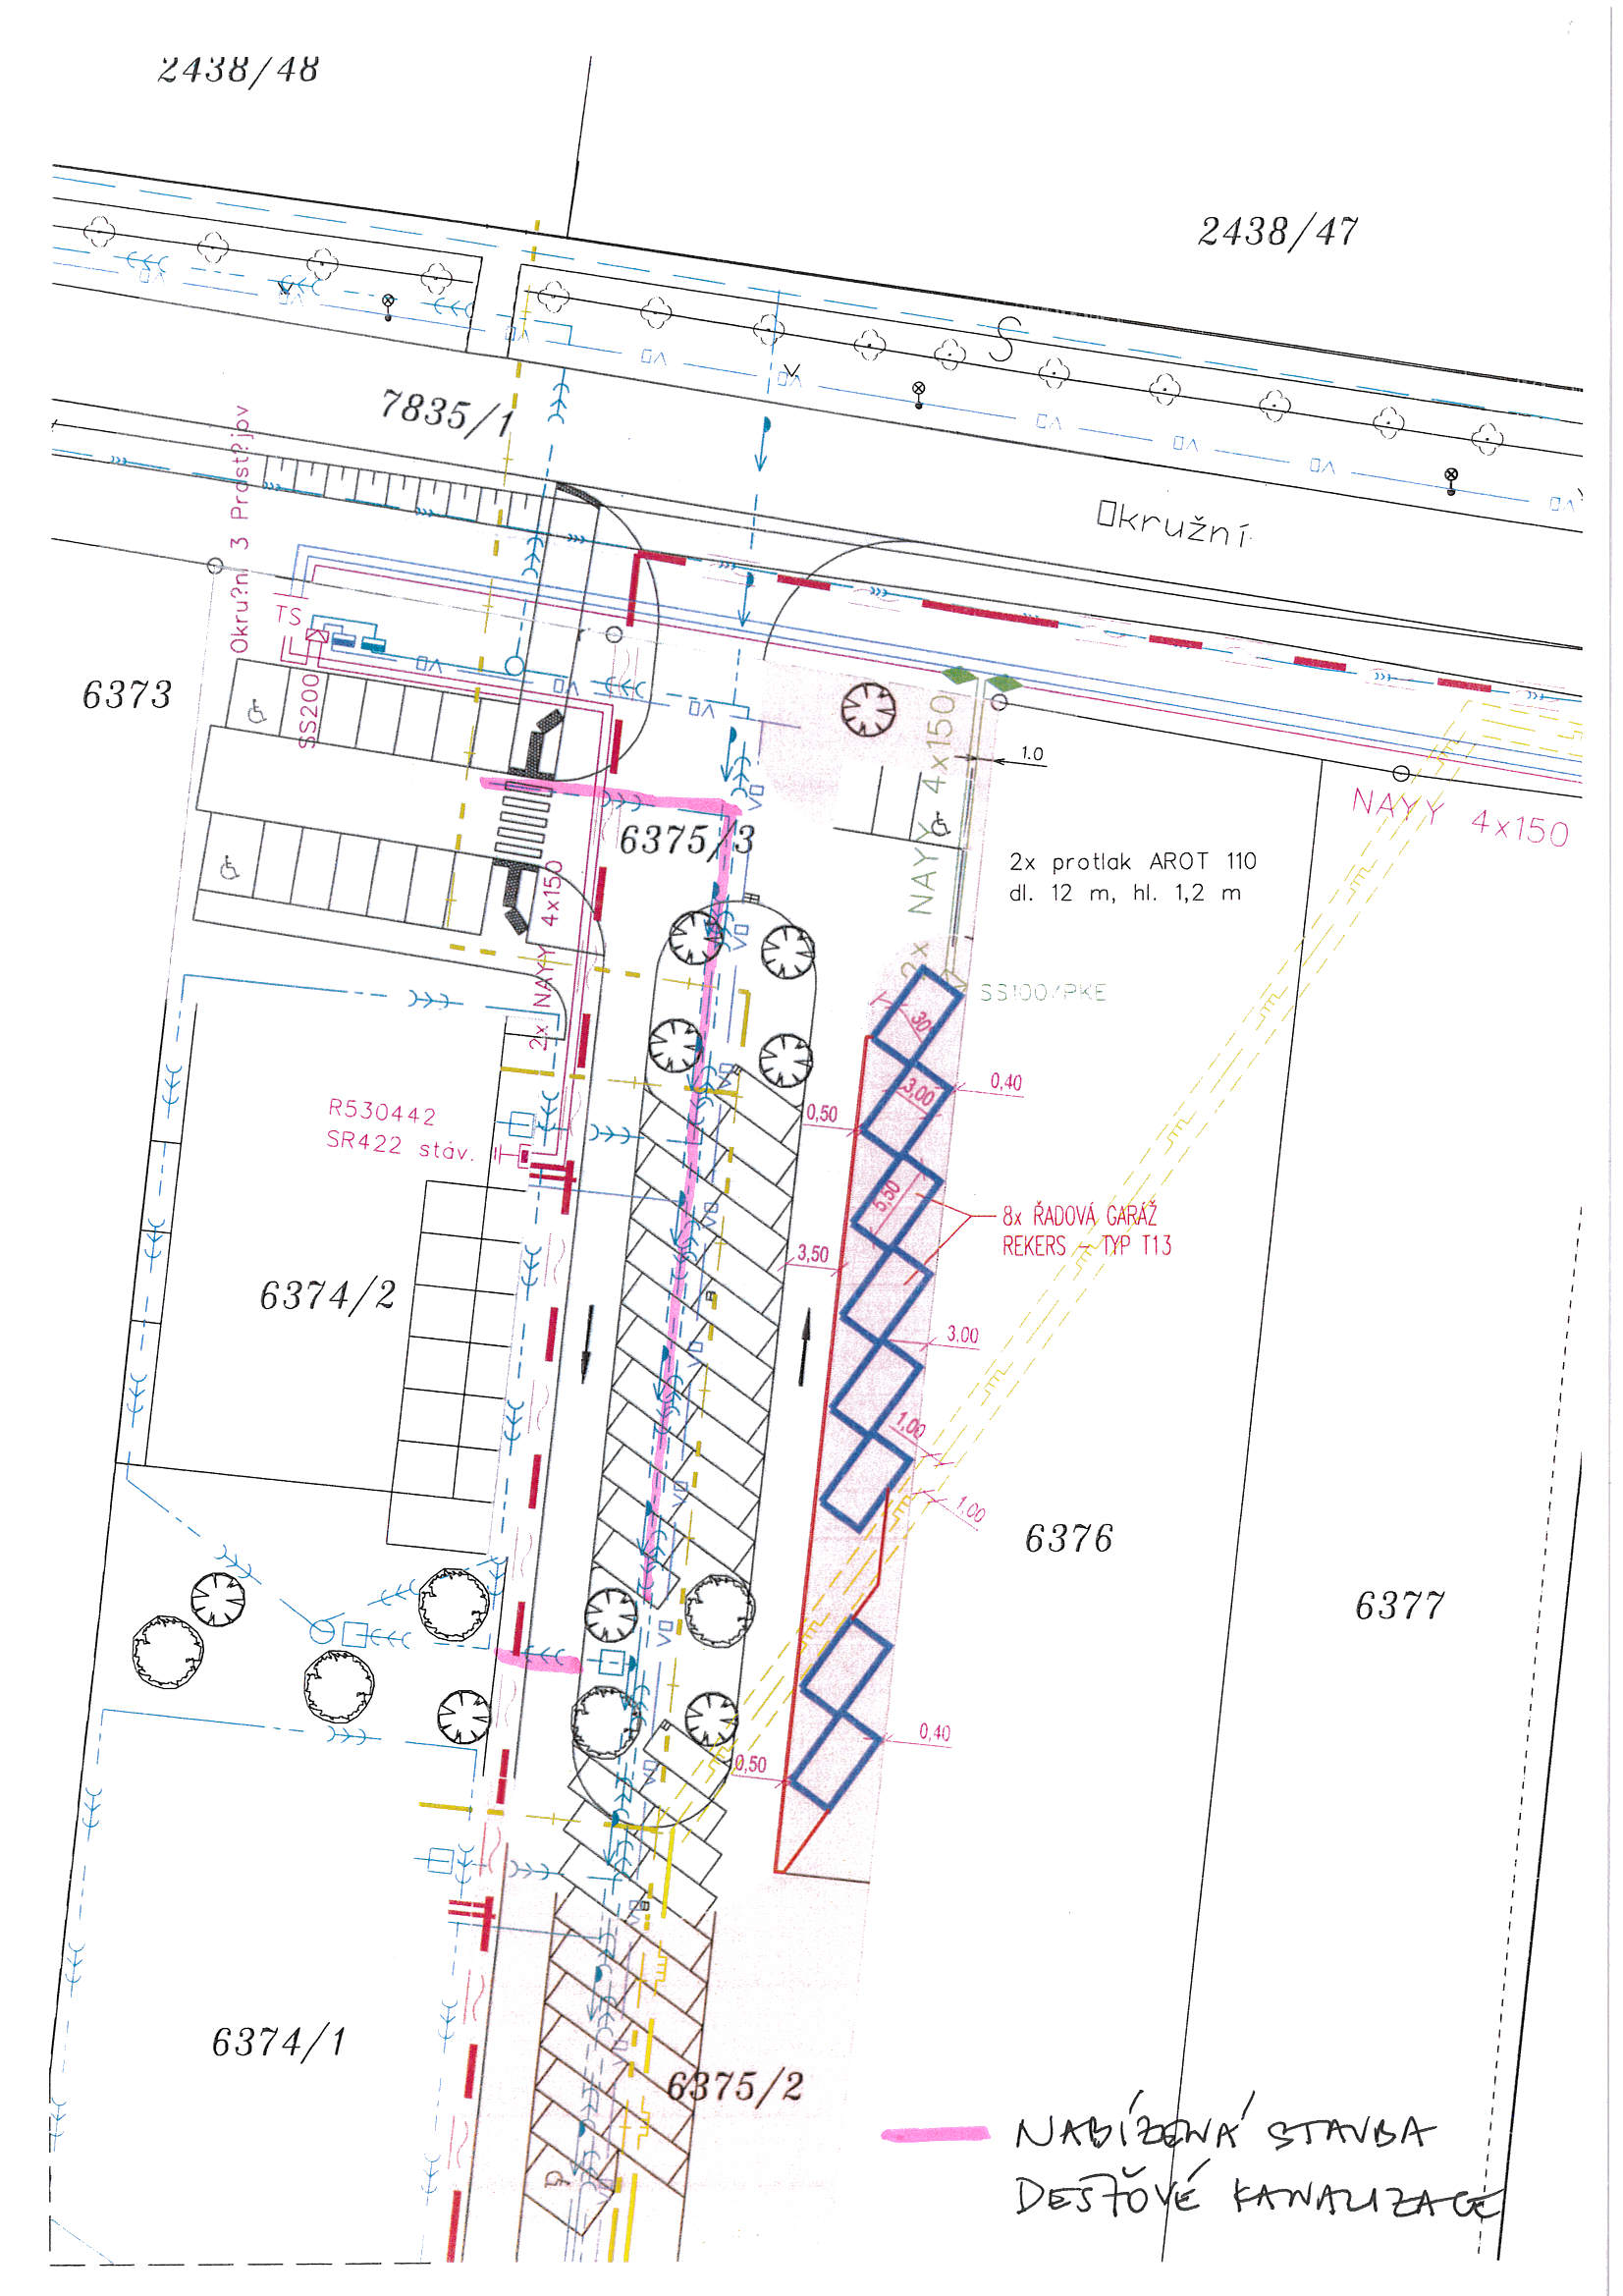 2438/48
2438/47
S
7835/1
Okružní
Okru?ní 3 Prost?jov
TS
SS200
6373
6375/3
2x NAYY 4x150
2x NAYY 4x150
1.0
NAYY 4x150
2x protlak AROT 110
dl. 12 m, hl. 1,2 m
SS100/PKE
30°
3,00
0,40
0,50
R530442
SR422 stáv.
5,50
8x ŘADOVÁ GARÁŽ
REKERS - TYP T13
3,50
6374/2
3.00
1,00
1,00
6376
6377
0,40
0,50
6374/1
6375/2
NABÍZENÁ STAVBA
DEŠŤOVÉ KANALIZACE